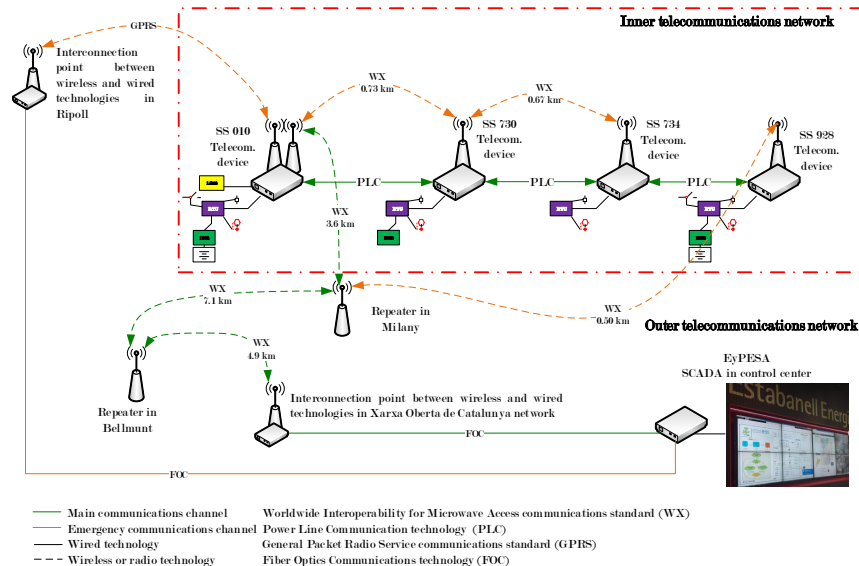 Inner telecommunications network
GPRS
Interconnection
point between
wireless and wired
technologies in
Ripoll
WX
0.73 km
WX
0.67 km
SS 010
Telecom.
device
SS 730
Telecom.
device
SS 734
Telecom.
device
SS 928
Telecom.
device
PLC
PLC
PLC
WX
3.6 km
WX
7.1 km
Repeater in
Milany
WX
0.50 km
Outer telecommunications network
WX
4.9 km
EyPESA
SCADA in control center
Repeater in
Bellmunt
Interconnection point between wireless and wired
technologies in Xarxa Oberta de Catalunya network
Estabanell Energi
FOC
FOC
Main communications channel
Emergency communications channel
Wired technology
Wireless or radio technology
Worldwide Interoperability for Microwave Access communications standard (WX)
Power Line Communication technology (PLC)
General Packet Radio Service communications standard (GPRS)
Fiber Optics Communications technology (FOC)